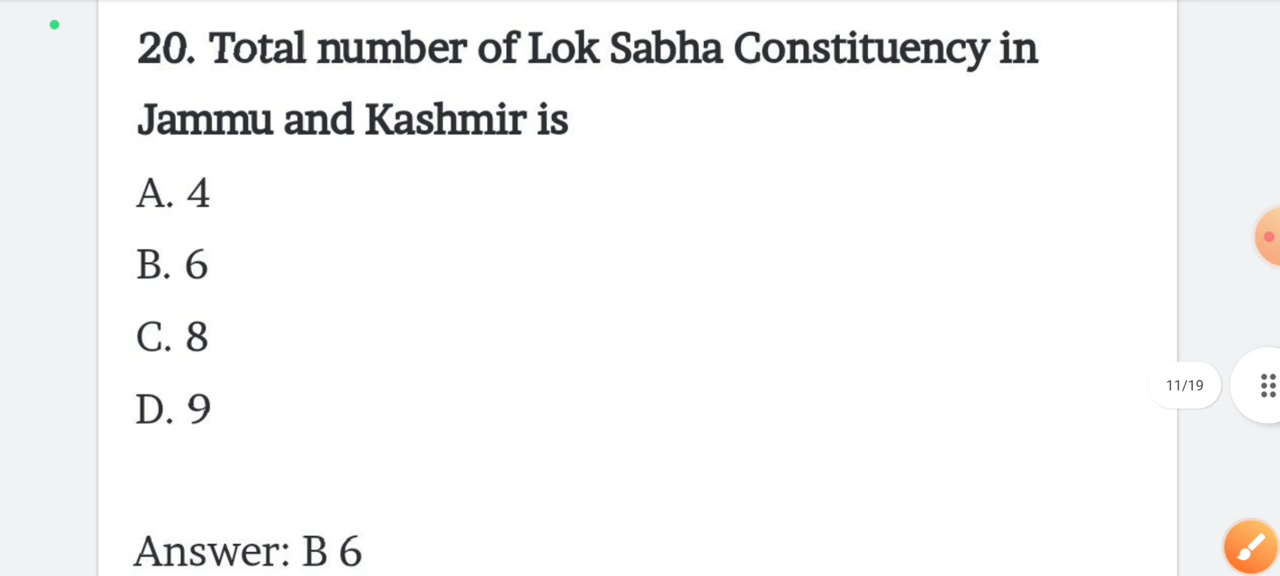 20. Total number of Lok Sabha Constituency in
Jammu and Kashmir is
A. 4
B. 6
C. 8
D. 9
11/19
Answer: B 6